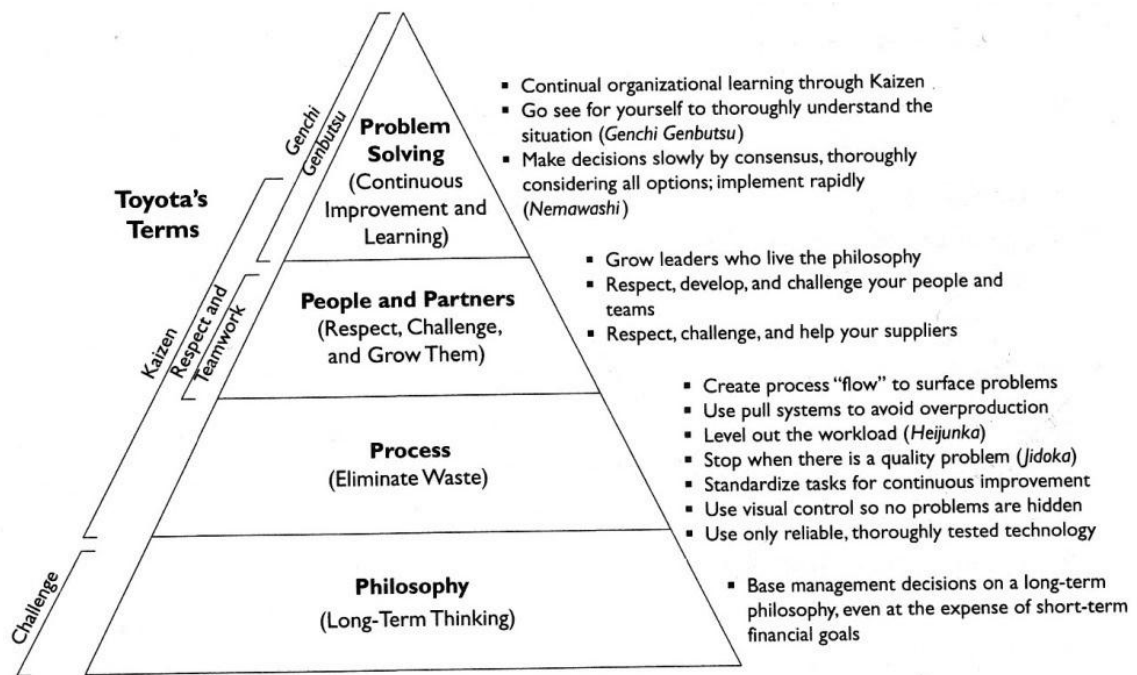 Toyota's
Terms
Genchi
Genbutsu
Kaizen
Respect and
Teamwork
Challenge
Problem
Solving
(Continuous
Improvement and
Learning)
▪ Continual organizational learning through Kaizen
▪ Go see for yourself to thoroughly understand the
situation (Genchi Genbutsu)
▪ Make decisions slowly by consensus, thoroughly
considering all options; implement rapidly
(Nemawashi)
People and Partners
(Respect, Challenge,
and Grow Them)
▪ Grow leaders who live the philosophy
▪ Respect, develop, and challenge your people and
teams
▪ Respect, challenge, and help your suppliers
Process
(Eliminate Waste)
▪ Create process “flow” to surface problems
▪ Use pull systems to avoid overproduction
▪ Level out the workload (Heijunka)
▪ Stop when there is a quality problem (Jidoka)
▪ Standardize tasks for continuous improvement
▪ Use visual control so no problems are hidden
▪ Use only reliable, thoroughly tested technology
Philosophy
(Long-Term Thinking)
▪ Base management decisions on a long-term
philosophy, even at the expense of short-term
financial goals